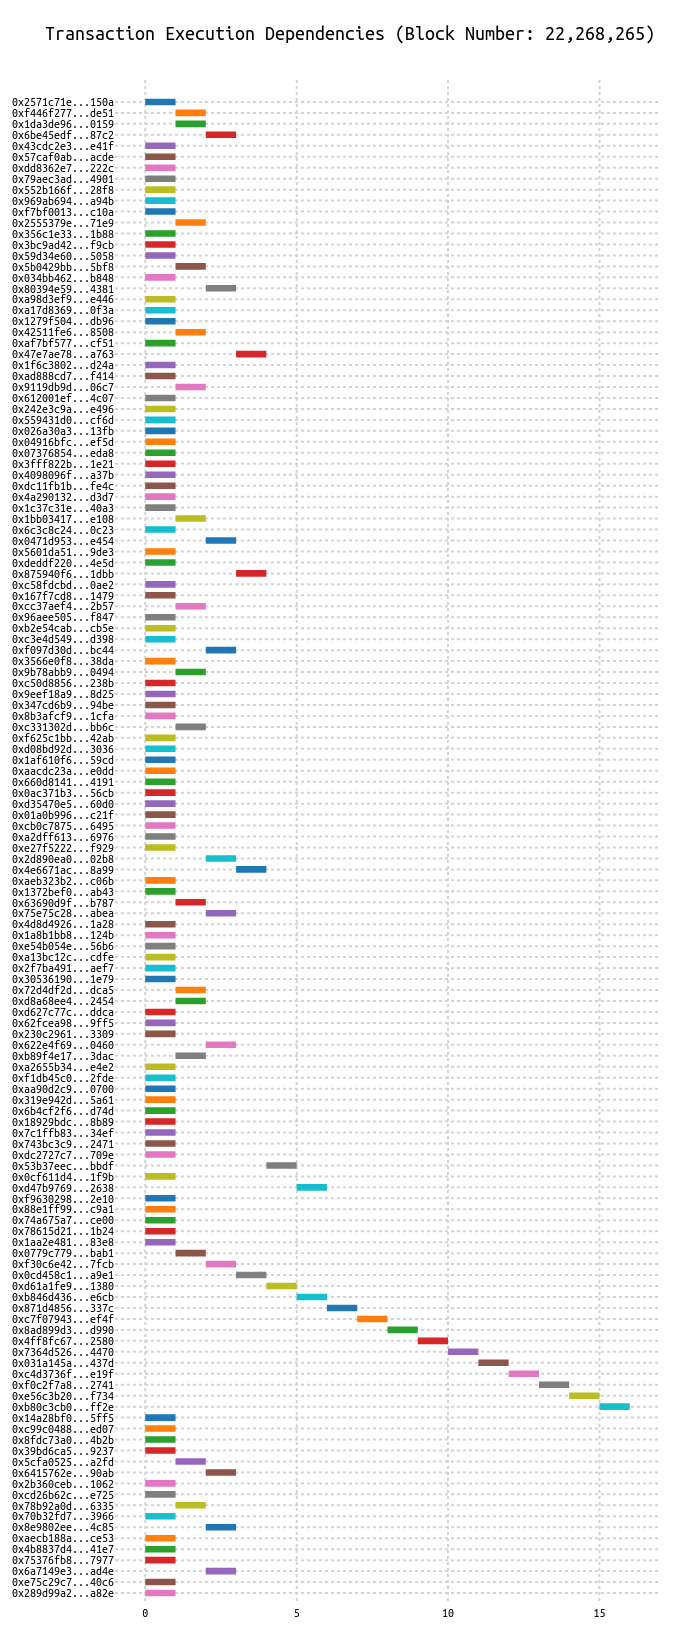 Transaction Execution Dependencies (Block Number: 22,268,265)
0x2571c71e...150a
0xf446f277...de51
0x1da3de96...0159
0x6be45edf...87c2
0x43cdc2e3...e41f
0x57caf0ab...acde
0xdd8362e7...222c
0x79aec3ad...4901
0x552b166f...28f8
0x969ab694...a94b
0xf7bf0013...c10a
0x2555379e...71e9
0x356c1e33...1b88
0x3bc9ad42...f9cb
0x59d34e60...5058
0x5b0429bb...5bf8
0x034bb462...b848
0x80394e59...4381
0xa98d3ef9...e446
0xa17d8369...0f3a
0x1279f504...db96
0x42511fe6...8508
0xaf7bf577...cf51
0x47e7ae78...a763
0x1f6c3802...d24a
0xad888cd7...f414
0x9119db9d...06c7
0x612001ef...4c07
0x242e3c9a...e496
0x559431d0...cf6d
0x026a30a3...13fb
0x04916bfc...ef5d
0x07376854...eda8
0x3fff822b...1e21
0x4098096f...a37b
0xdc11fb1b...fe4c
0x4a290132...d3d7
0x1c37c31e...40a3
0x1bb03417...e108
0x6c3c8c24...0c23
0x0471d953...e454
0x5601da51...9de3
0xdeddf220...4e5d
0x875940f6...1dbb
0xc58fdcbd...0ae2
0x167f7cd8...1479
0xcc37aef4...2b57
0x96aee505...f847
0xb2e54cab...cb5e
0xc3e4d549...d398
0xf097d30d...bc44
0x3566e0f8...38da
0x9b78abb9...0494
0xc50d8856...238b
0x9eef18a9...8d25
0x347cd6b9...94be
0x8b3afcf9...1cfa
0xc331302d...bb6c
0xf625c1bb...42ab
0xd08bd92d...3036
0x1af610f6...59cd
0xaacdc23a...e0dd
0x660d8141...4191
0x0ac371b3...56cb
0xd35470e5...60d0
0x01a0b996...c21f
0xcb0c7875...6495
0xa2dff613...6976
0xe27f5222...f929
0x2d890ea0...02b8
0x4e6671ac...8a99
0xaeb323b2...c06b
0x1372bef0...ab43
0x63690d9f...b787
0x75e75c28...abea
0x4d8d4926...1a28
0x1a8b1bb8...124b
0xe54b054e...56b6
0xa13bc12c...cdfe
0x2f7ba491...aef7
0x30536190...1e79
0x72d4df2d...dca5
0xd8a68ee4...2454
0xd627c77c...ddca
0x62fcea98...9ff5
0x230c2961...3309
0x622e4f69...0460
0xb89f4e17...3dac
0xa2655b34...e4e2
0xf1db45c0...2fde
0xaa90d2c9...0700
0x319e942d...5a61
0x6b4cf2f6...d74d
0x18929bdc...8b89
0x7c1ffb83...34ef
0x743bc3c9...2471
0xdc2727c7...709e
0x53b37eec...bbdf
0x0cf611d4...1f9b
0xd47b9769...2638
0xf9630298...2e10
0x88e1ff99...c9a1
0x74a675a7...ce00
0x78615d21...1b24
0x1aa2e481...83e8
0x0779c779...bab1
0xf30c6e42...7fcb
0x0cd458c1...a9e1
0xd61a1fe9...1380
0xb846d436...e6cb
0x871d4856...337c
0xc7f07943...ef4f
0x8ad899d3...d990
0x4ff8fc67...2580
0x7364d526...4470
0x031a145a...437d
0xc4d3736f...e19f
0xf0c2f7a8...2741
0xe56c3b20...f734
0xb80c3cb0...ff2e
0x14a28bf0...5ff5
0xc99c0488...ed07
0x8fdc73a0...4b2b
0x39bd6ca5...9237
0x5cfa0525...a2fd
0x6415762e...90ab
0x2b360ceb...1062
0xcd26b62c...e725
0x78b92a0d...6335
0x70b32fd7...3966
0x8e9802ee...4c85
0xaecb188a...ce53
0x4b8837d4...41e7
0x75376fb8...7977
0x6a7149e3...ad4e
0xe75c29c7...40c6
0x289d99a2...a82e
0 5 10 15